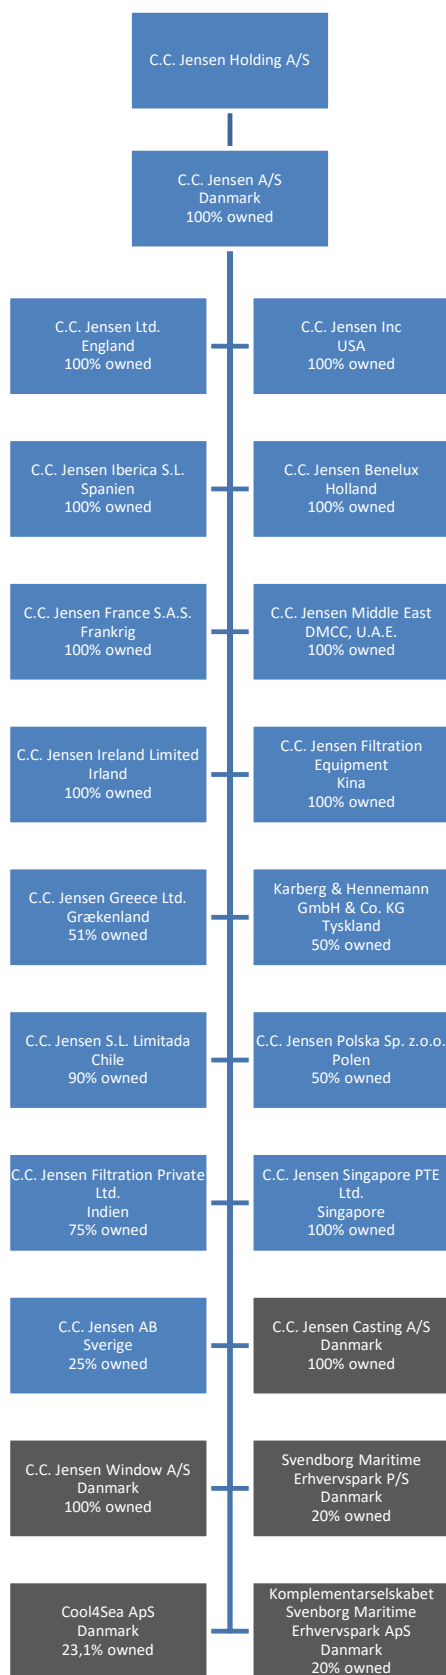 C.C. Jensen Holding A/S
C.C. Jensen A/S
Danmark
100% owned
C.C. Jensen Ltd.
England
100% owned
C.C. Jensen Inc
USA
100% owned
C.C. Jensen Iberica S.L.
Spanien
100% owned
C.C. Jensen Benelux
Holland
100% owned
C.C. Jensen France S.A.S.
Frankrig
100% owned
C.C. Jensen Middle East
DMCC, U.A.E.
100% owned
C.C. Jensen Ireland Limited
Irland
100% owned
C.C. Jensen Filtration
Equipment
Kina
100% owned
C.C. Jensen Greece Ltd.
Grækenland
51% owned
Karberg & Hennemann
GmbH & Co. KG
Tyskland
50% owned
C.C. Jensen S.L. Limitada
Chile
90% owned
C.C. Jensen Polska Sp. z.o.o.
Polen
50% owned
C.C. Jensen Filtration Private
Ltd.
Indien
75% owned
C.C. Jensen Singapore PTE
Ltd.
Singapore
100% owned
C.C. Jensen AB
Sverige
25% owned
C.C. Jensen Casting A/S
Danmark
100% owned
C.C. Jensen Window A/S
Danmark
100% owned
Svendborg Maritime
Erhvervspark P/S
Danmark
20% owned
Cool4Sea ApS
Danmark
23,1% owned
Komplementarselskabet
Svenborg Maritime
Erhvervspark ApS
Danmark
20% owned